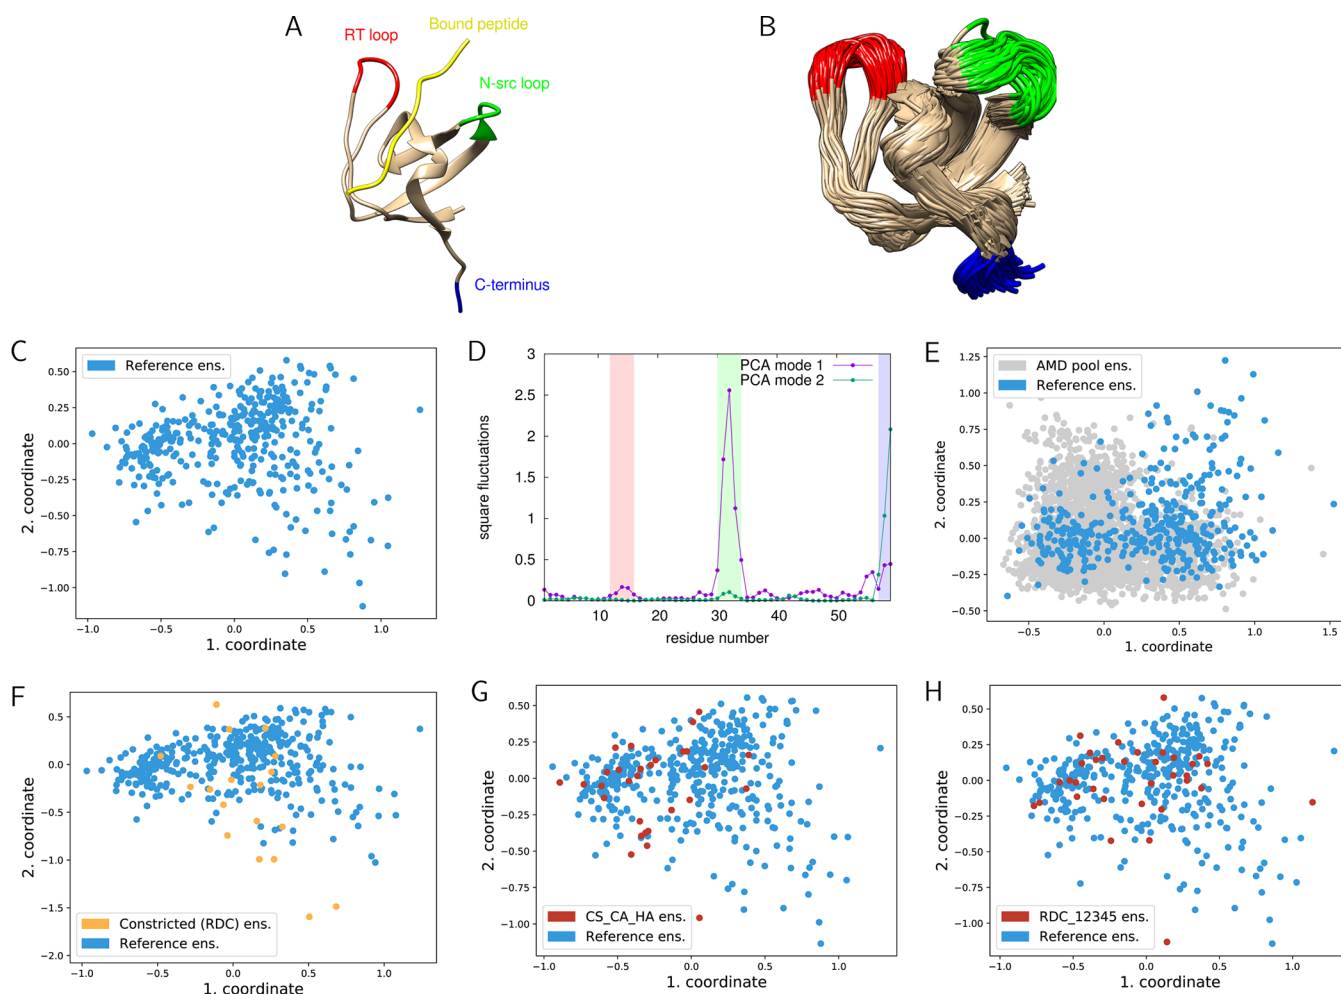 A
RT loop
Bound peptide
N-src loop
C-terminus
B
C
Reference ens.
0.50
0.25
0.00
−0.25
−0.50
−0.75
−1.00
2. coordinate
−1.0 −0.5 0.0 0.5 1.0
1. coordinate
D
PCA mode 1
PCA mode 2
3
2.5
2
1.5
1
0.5
0
square fluctuations
10 20 30 40 50
residue number
E
AMD pool ens.
Reference ens.
1.25
1.00
0.75
0.50
0.25
0.00
−0.25
−0.50
2. coordinate
−0.5 0.0 0.5 1.0 1.5
1. coordinate
F
0.5
0.0
−0.5
−1.0
−1.5
−2.0
2. coordinate
Constricted (RDC) ens.
Reference ens.
−1.0 −0.5 0.0 0.5 1.0
1. coordinate
G
0.50
0.25
0.00
−0.25
−0.50
−0.75
−1.00
2. coordinate
CS_CA_HA ens.
Reference ens.
−1.0 −0.5 0.0 0.5 1.0
1. coordinate
H
0.50
0.25
0.00
−0.25
−0.50
−0.75
−1.00
2. coordinate
RDC_12345 ens.
Reference ens.
−1.0 −0.5 0.0 0.5 1.0
1. coordinate